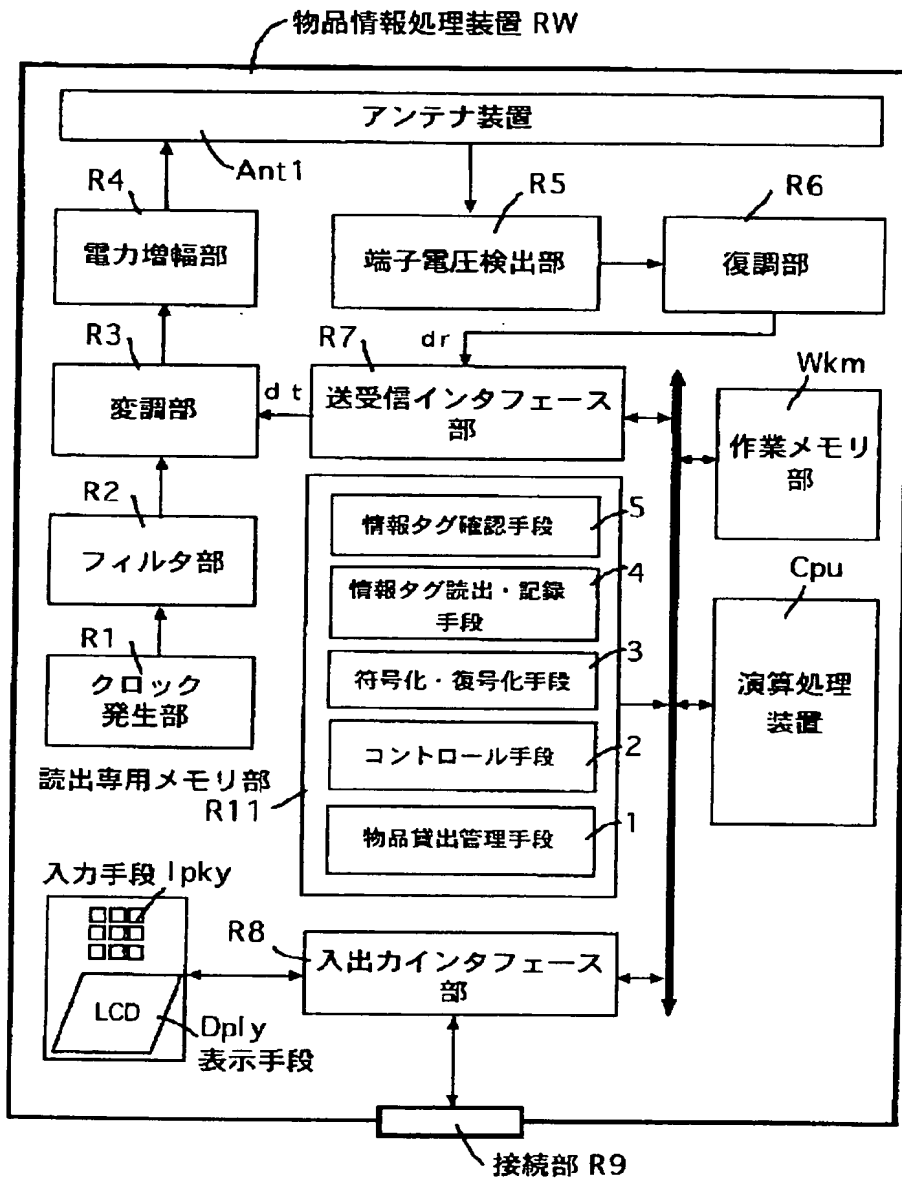 物品情報処理装置 RW
アンテナ装置
Ant1
R4
電力増幅部
R5
端子電圧検出部
R6
復調部
R3
変調部
dt
dr
R7
送受信インタフェース
部
Wkm
作業メモリ
部
R2
フィルタ部
R1
クロック
発生部
読出専用メモリ部
R11
情報タグ確認手段
5
情報タグ読出・記録
手段
4
符号化・復号化手段
3
コントロール手段
2
物品貸出管理手段
1
Cpu
演算処理
装置
入力手段 Ipky
LCD
Dply
表示手段
R8
入出力インタフェース
部
接続部 R9